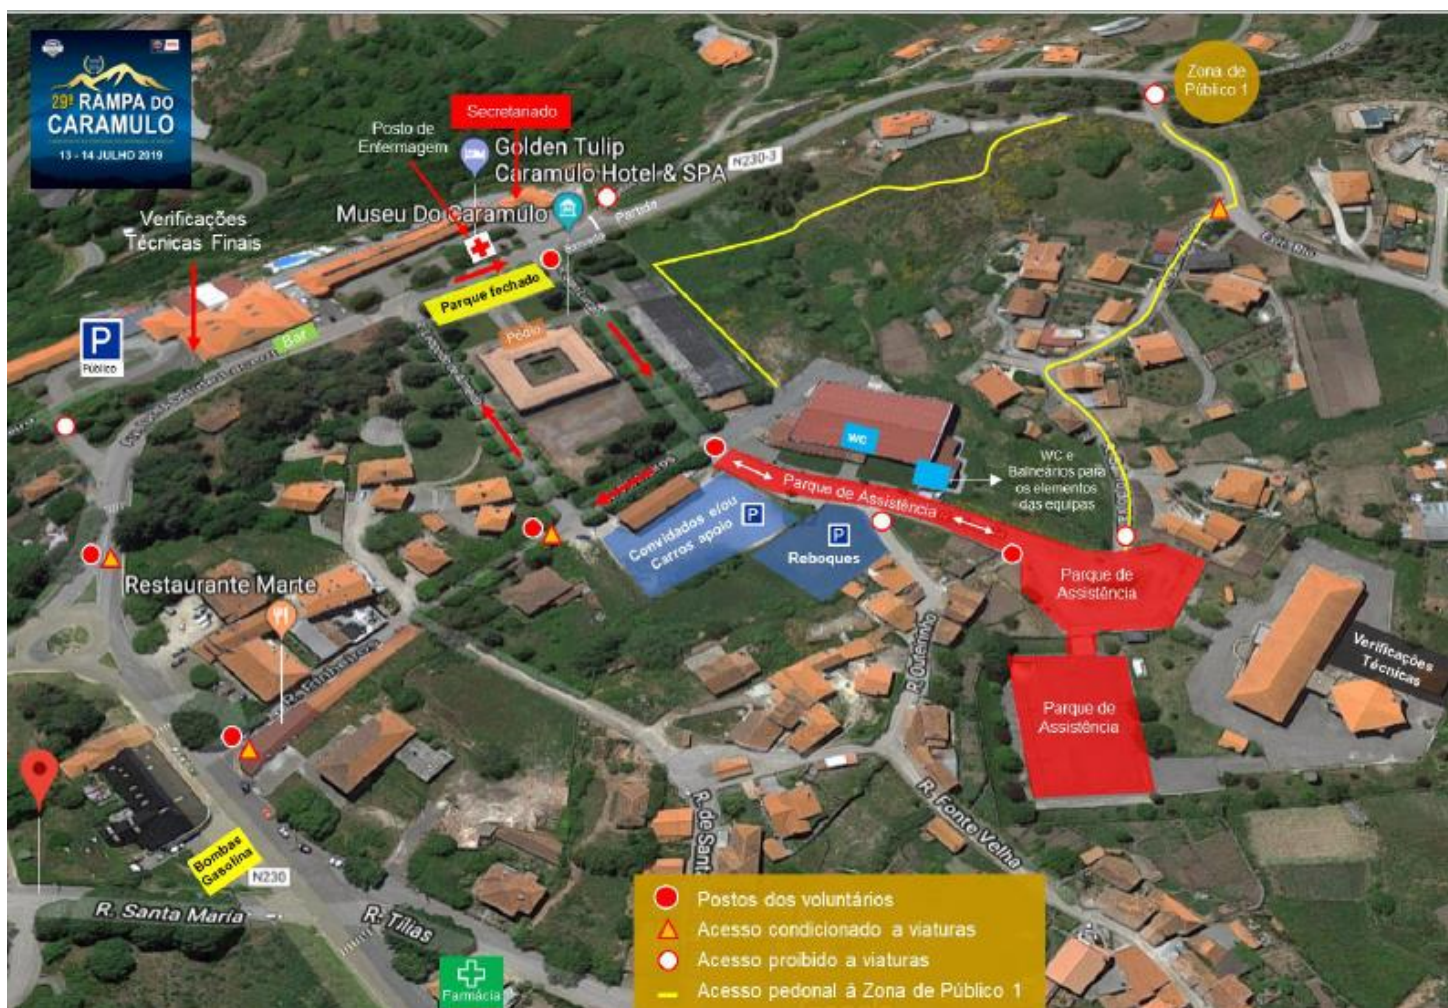 29ª RAMPA DO
CARAMULO
13 - 14 JULHO 2019
Zona de
Público 1
Secretariado
Posto de
Enfermagem
Golden Tulip
Caramulo Hotel & SPA
N230-3
Museu Do Caramulo
Partida
Verificações
Técnicas Finais
Parque fechado
Pódio
Bar
P
Público
WC
WC e
Balneários para
os elementos
das equipas
Parque de Assistência
Convidados e/ou
Carros apoio
P
P
Reboques
Parque de
Assistência
Restaurante Marte
R. Pinheiros
R. Outeirinho
Verificações
Técnicas
Parque de
Assistência
R. Fonte Velha
R. de Sant
Bombas
Gasolina
N230
R. Santa Maria
R. Tílias
Farmácia
Postos dos voluntários
Acesso condicionado a viaturas
Acesso proibido a viaturas
Acesso pedonal à Zona de Público 1